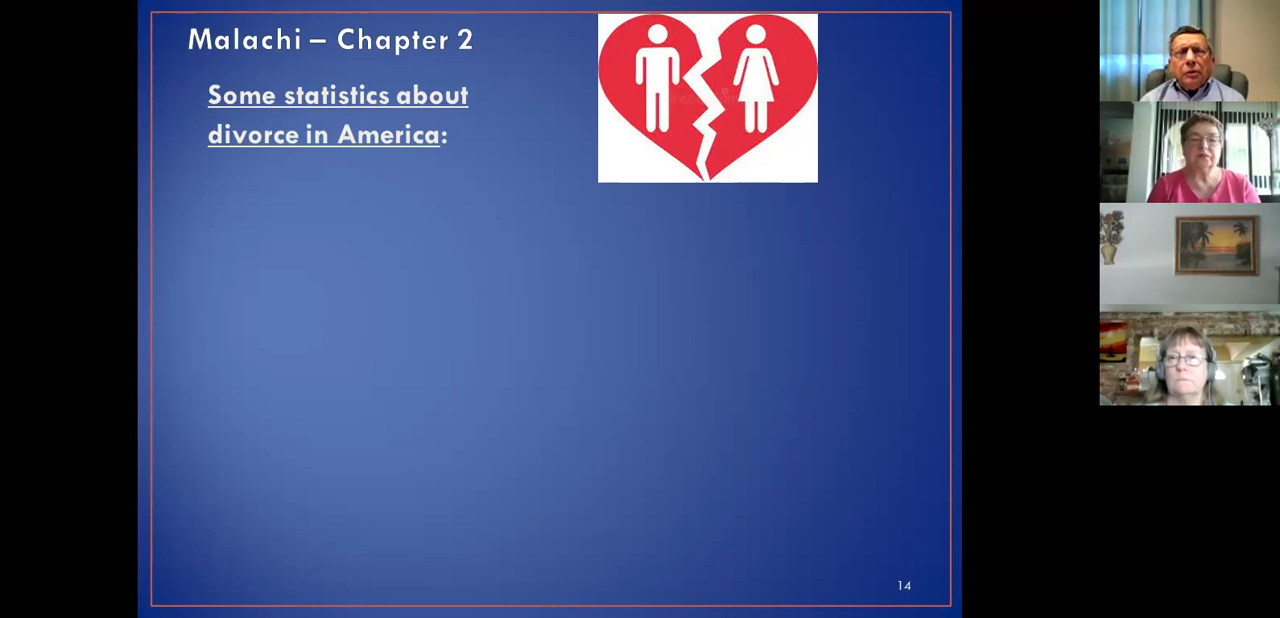 Malachi – Chapter 2
Some statistics about
divorce in America:
14